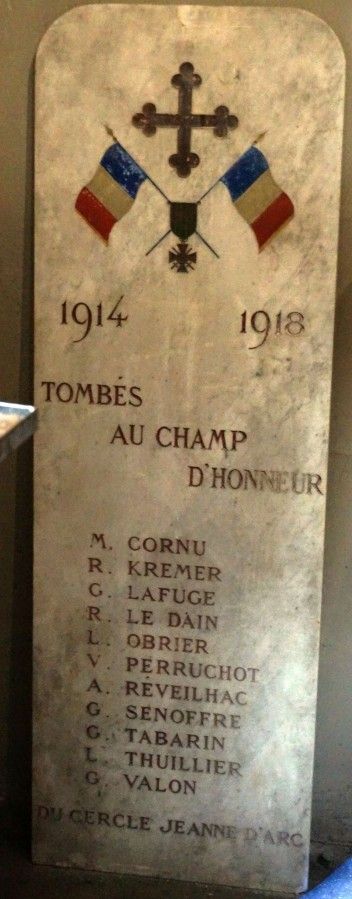 1914 1918
TOMBÉS
AU CHAMP
D'HONNEUR
M. CORNU
R. KREMER
G. LAFUGE
R. LE DAIN
L. OBRIER
V. PERRUCHOT
A. RÉVEILHAC
G. SENOFFRE
G. TABARIN
L. THUILLIER
G. VALON
DU CERCLE JEANNE D'ARC